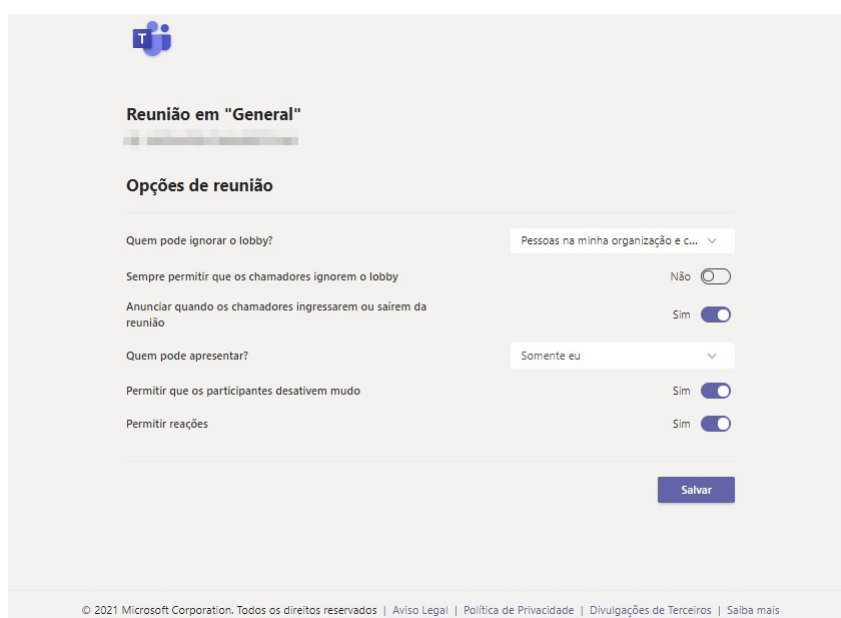 T
Reunião em "General"
Opções de reunião
Quem pode ignorar o lobby?
Pessoas na minha organização e c...
Sempre permitir que os chamadores ignorem o lobby
Não
Anunciar quando os chamadores ingressarem ou saírem da
reunião
Sim
Quem pode apresentar?
Somente eu
Permitir que os participantes desativem mudo
Sim
Permitir reações
Sim
Salvar
© 2021 Microsoft Corporation. Todos os direitos reservados | Aviso Legal | Política de Privacidade | Divulgações de Terceiros | Saiba mais